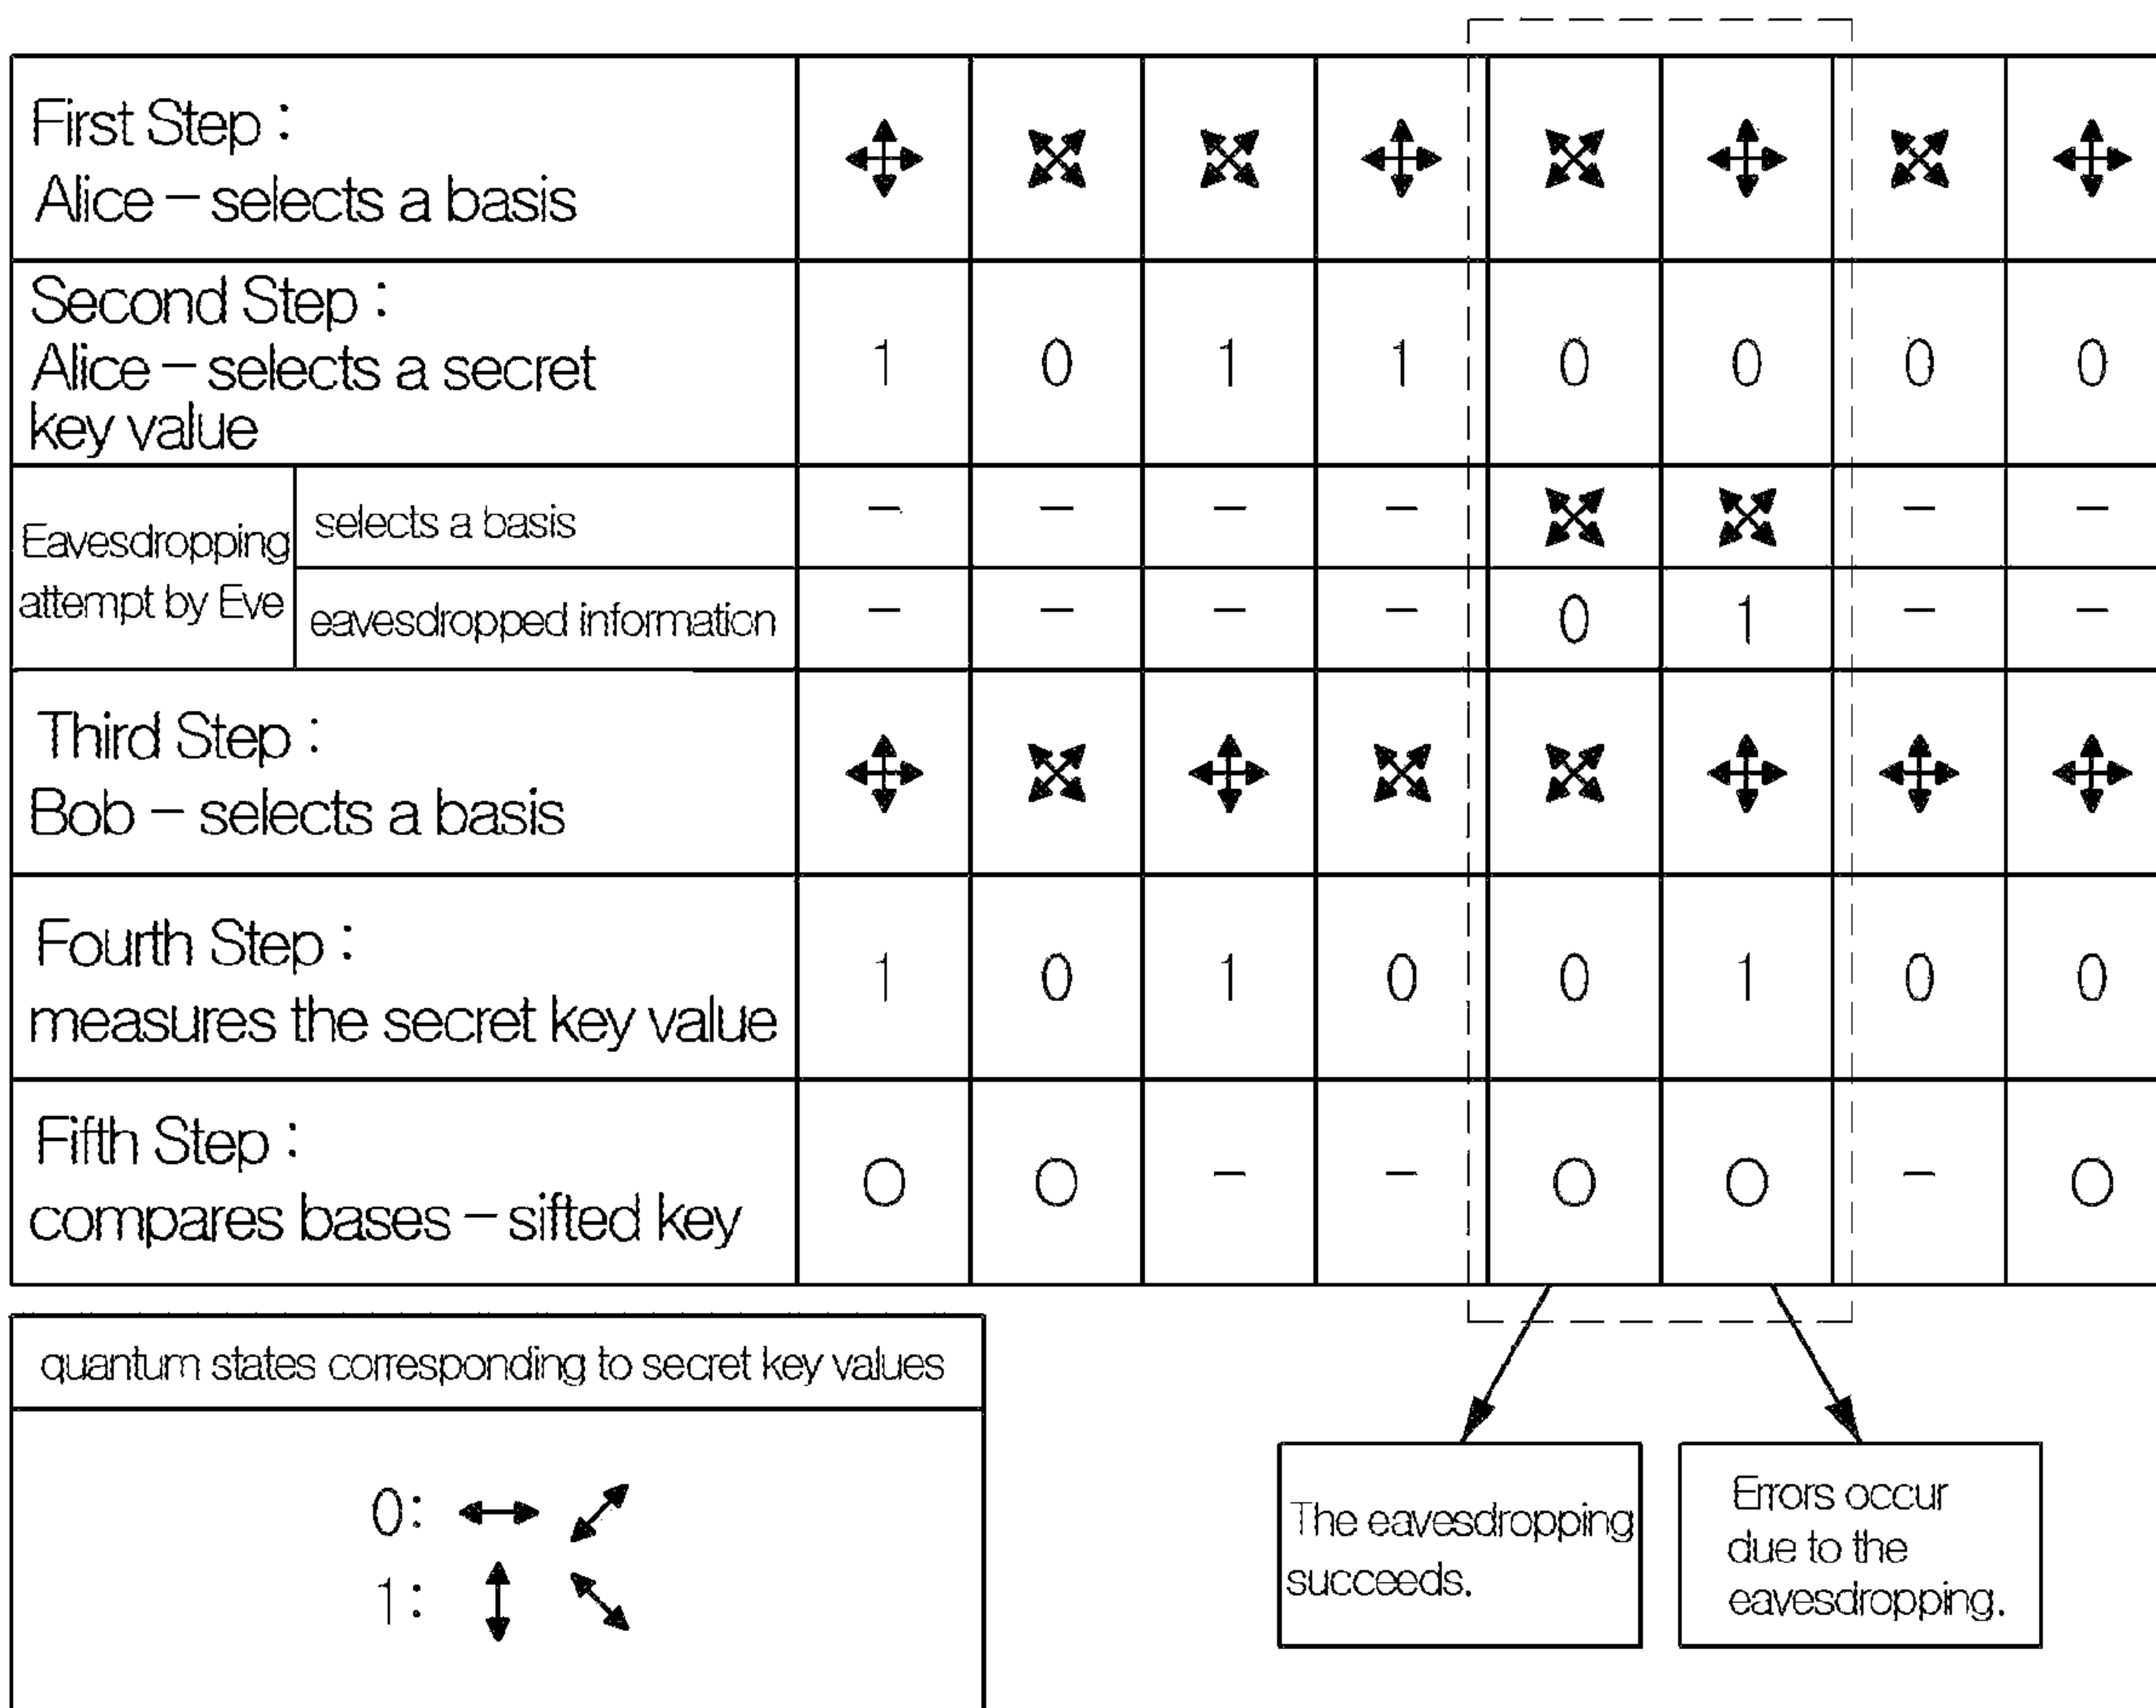 First Step :
Alice – selects a basis
Second Step :
Alice – selects a secret
key value
1 0 1 1 0 0 0 0
Eavesdropping
attempt by Eve
selects a basis
– – – – – –
eavesdropped information
– – – – 0 1 – –
Third Step :
Bob – selects a basis
Fourth Step :
measures the secret key value
1 0 1 0 0 1 0 0
Fifth Step :
compares bases – sifted key
O O – – O O – O
quantum states corresponding to secret key values
0:
1:
The eavesdropping
succeeds.
Errors occur
due to the
eavesdropping.